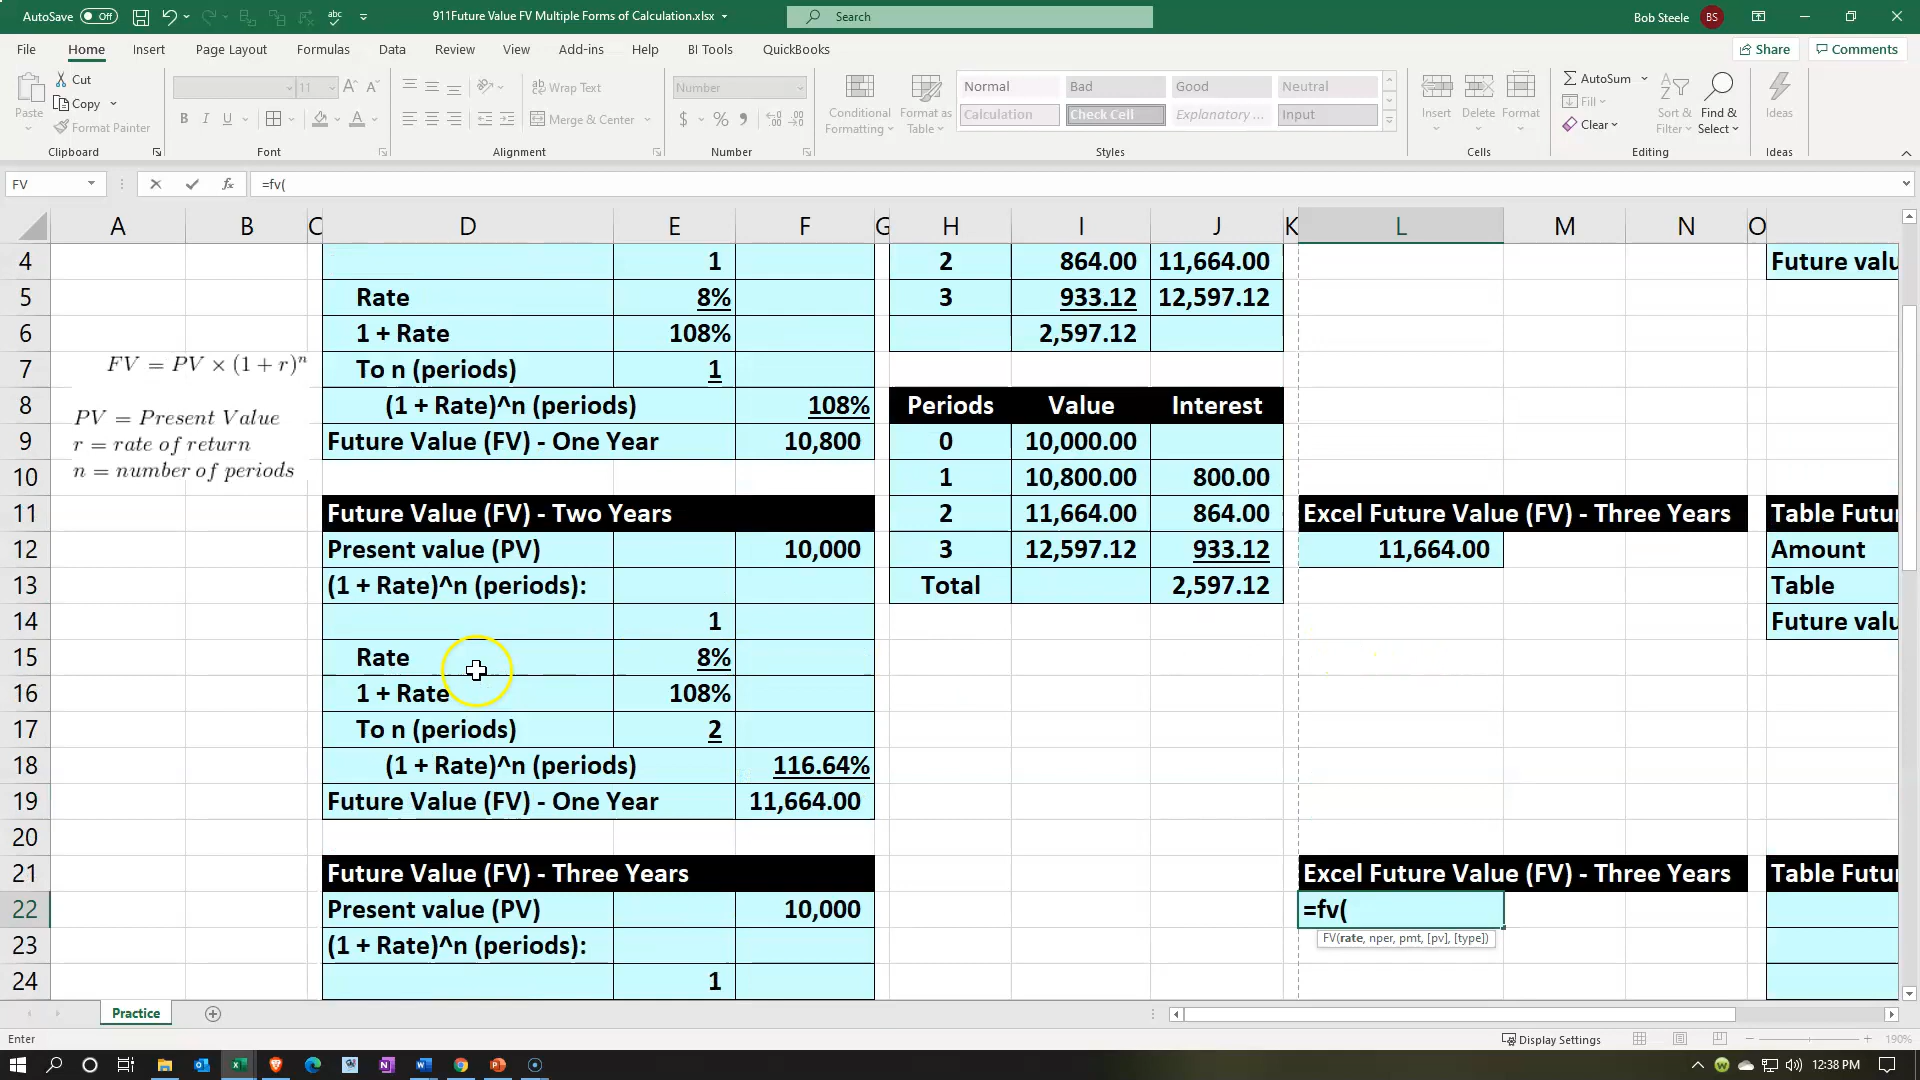 AutoSave Off
abc
911Future Value FV Multiple Forms of Calculation.xlsx
Search
Bob Steele BS
File Home Insert Page Layout Formulas Data Review View Add-ins Help BI Tools QuickBooks
Share Comments
Paste Cut Copy Format Painter
Clipboard
11 A A
B I U A
Font
Wrap Text
Merge & Center
Alignment
Number
$ % ,
Number
Conditional Formatting
Format as Table
Normal Bad Good Neutral
Calculation Check Cell Explanatory ... Input
Styles
Insert Delete Format
Cells
AutoSum
Fill
Clear
Sort & Filter
Find & Select
Editing
Ideas
Ideas
FV fx =fv(
A B C D E F G H I J K L M N O
4 1 2 864.00 11,664.00 Future valu
5 Rate 8% 3 933.12 12,597.12
6 1 + Rate 108% 2,597.12
FV = PV × (1 + r)^n
7 To n (periods) 1
8 (1 + Rate)^n (periods) 108% Periods Value Interest
PV = Present Value
9 Future Value (FV) - One Year 10,800 0 10,000.00
r = rate of return
10 1 10,800.00 800.00
n = number of periods
11 Future Value (FV) - Two Years 2 11,664.00 864.00 Excel Future Value (FV) - Three Years Table Futur
12 Present value (PV) 10,000 3 12,597.12 933.12 11,664.00 Amount
13 (1 + Rate)^n (periods): Total 2,597.12 Table
14 1 Future valu
15 Rate 8%
16 1 + Rate 108%
17 To n (periods) 2
18 (1 + Rate)^n (periods) 116.64%
19 Future Value (FV) - One Year 11,664.00
20
21 Future Value (FV) - Three Years Excel Future Value (FV) - Three Years Table Futur
22 Present value (PV) 10,000 =fv(
23 (1 + Rate)^n (periods): FV(rate, nper, pmt, [pv], [type])
24 1
Practice
Enter
Display Settings
190%
12:38 PM